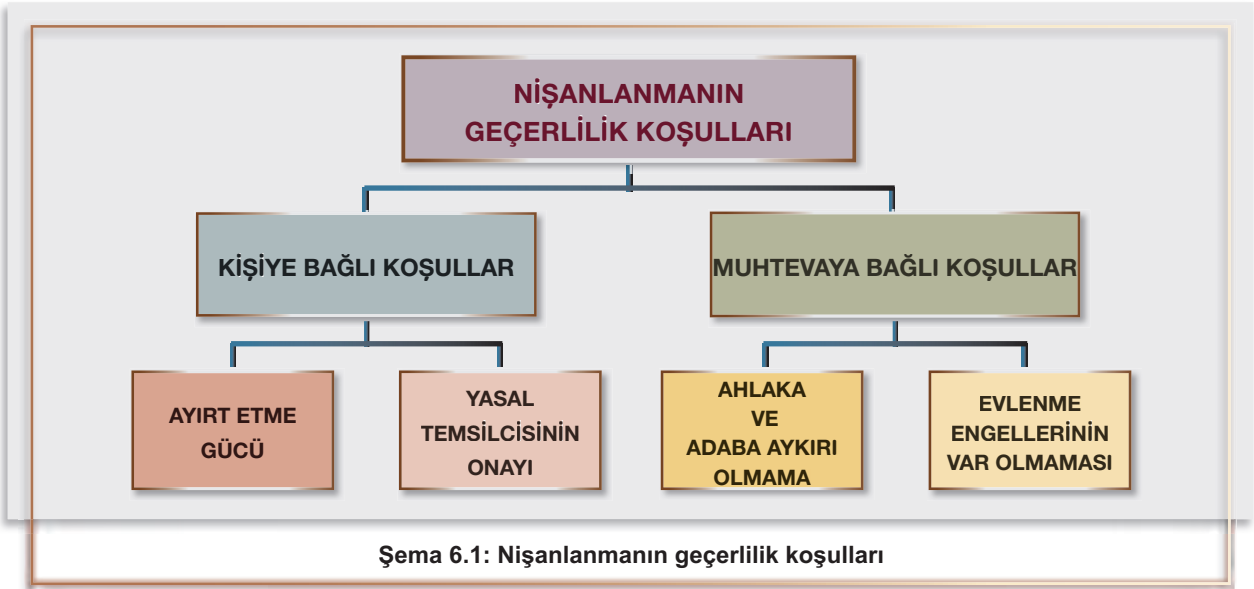 NİŞANLANMANIN
GEÇERLİLİK KOŞULLARI
KİŞİYE BAĞLI KOŞULLAR
MUHTEVAYA BAĞLI KOŞULLAR
AYIRT ETME
GÜCÜ
YASAL
TEMSİLCİSİNİN
ONAYI
AHLAKA
VE
ADABA AYKIRI
OLMAMA
EVLENME
ENGELLERİNİN
VAR OLMAMASI
Şema 6.1: Nişanlanmanın geçerlilik koşulları